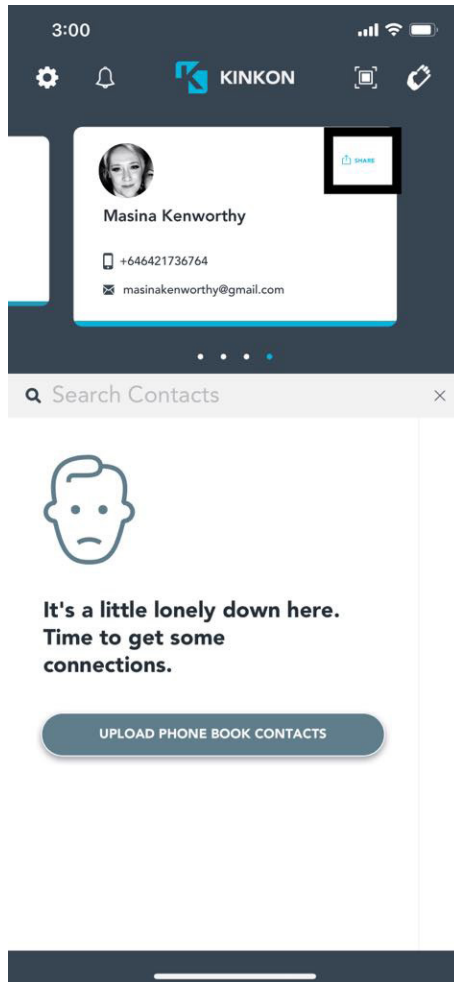 3:00
KINKON
SHARE
Masina Kenworthy
+646421736764
masinakenworthy@gmail.com
Search Contacts
It's a little lonely down here.
Time to get some
connections.
UPLOAD PHONE BOOK CONTACTS